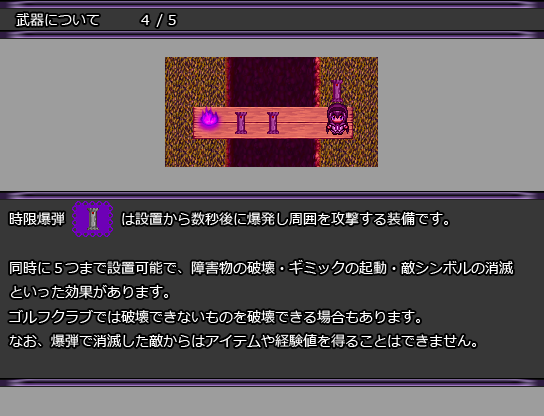 武器について　　４／５
時限爆弾　は設置から数秒後に爆発し周囲を攻撃する装備です。
同時に５つまで設置可能で、障害物の破壊・ギミックの起動・敵シンボルの消滅
といった効果があります。
ゴルフクラブでは破壊できないものを破壊できる場合もあります。
なお、爆弾で消滅した敵からはアイテムや経験値を得ることはできません。